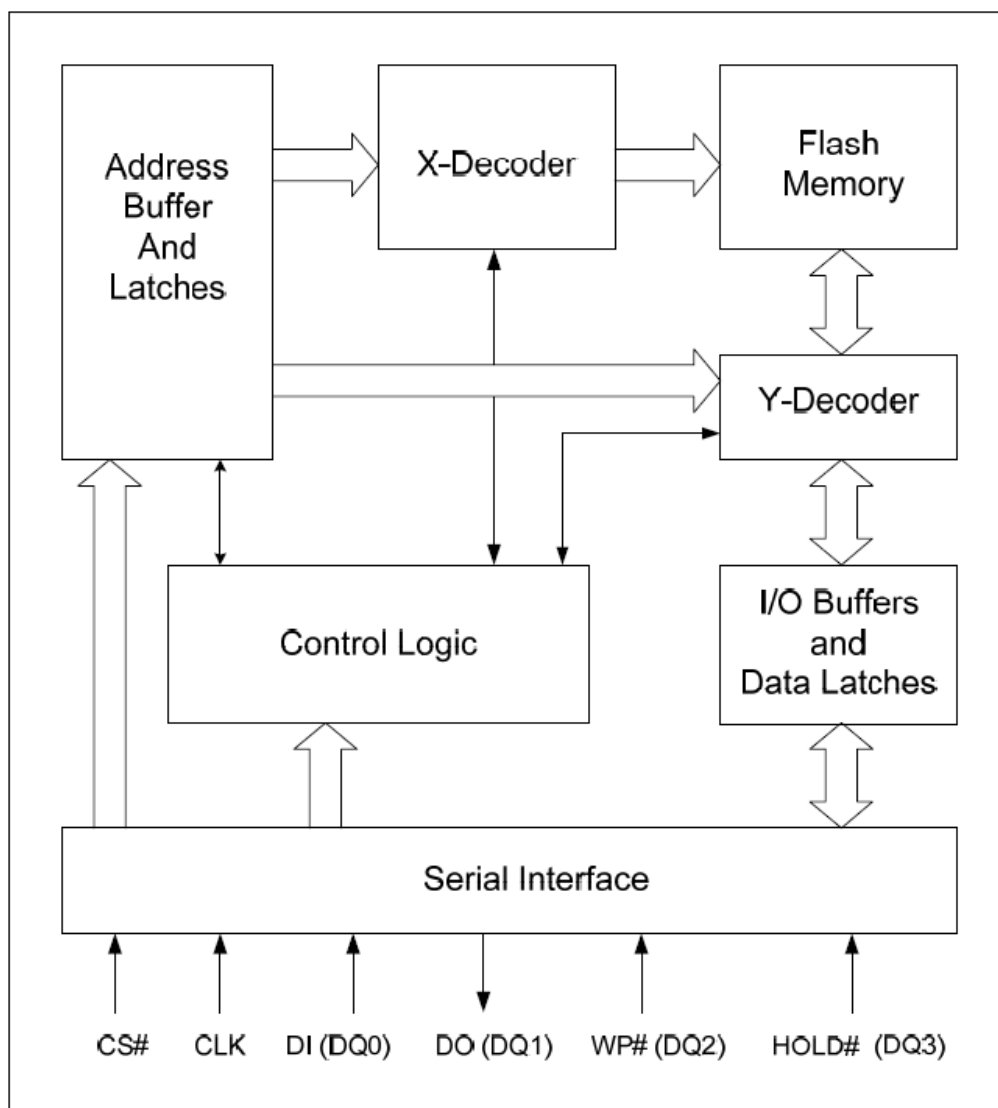 Address
Buffer
And
Latches
X-Decoder
Flash
Memory
Y-Decoder
Control Logic
I/O Buffers
and
Data Latches
Serial Interface
CS#
CLK
DI (DQ0)
DO (DQ1)
WP# (DQ2)
HOLD# (DQ3)